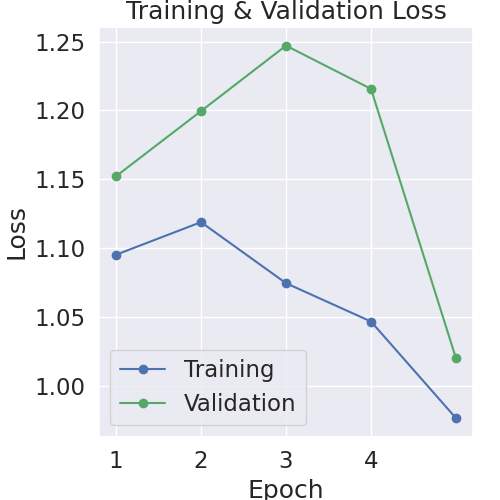 Training & Validation Loss
1.25
1.20
1.15
1.10
1.05
1.00
Loss
Training
Validation
1 2 3 4
Epoch